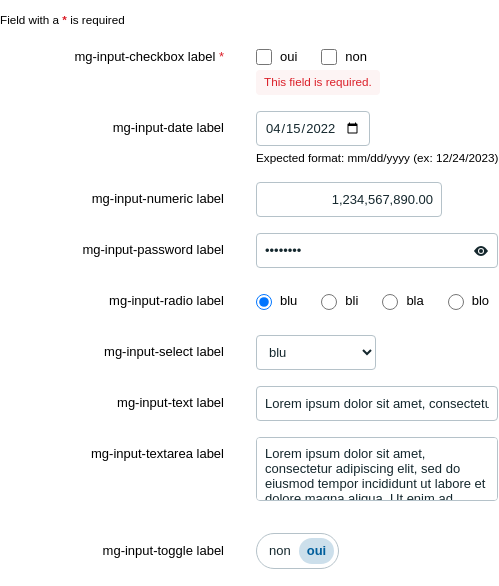 Field with a * is required
mg-input-checkbox label * oui non
This field is required.
mg-input-date label 04/15/2022
Expected format: mm/dd/yyyy (ex: 12/24/2023)
mg-input-numeric label 1,234,567,890.00
mg-input-password label ••••••••
mg-input-radio label blu bli bla blo
mg-input-select label blu
mg-input-text label Lorem ipsum dolor sit amet, consectetu
mg-input-textarea label Lorem ipsum dolor sit amet,
consectetur adipiscing elit, sed do
eiusmod tempor incididunt ut labore et
dolore magna aliqua. Ut enim ad
mg-input-toggle label non oui